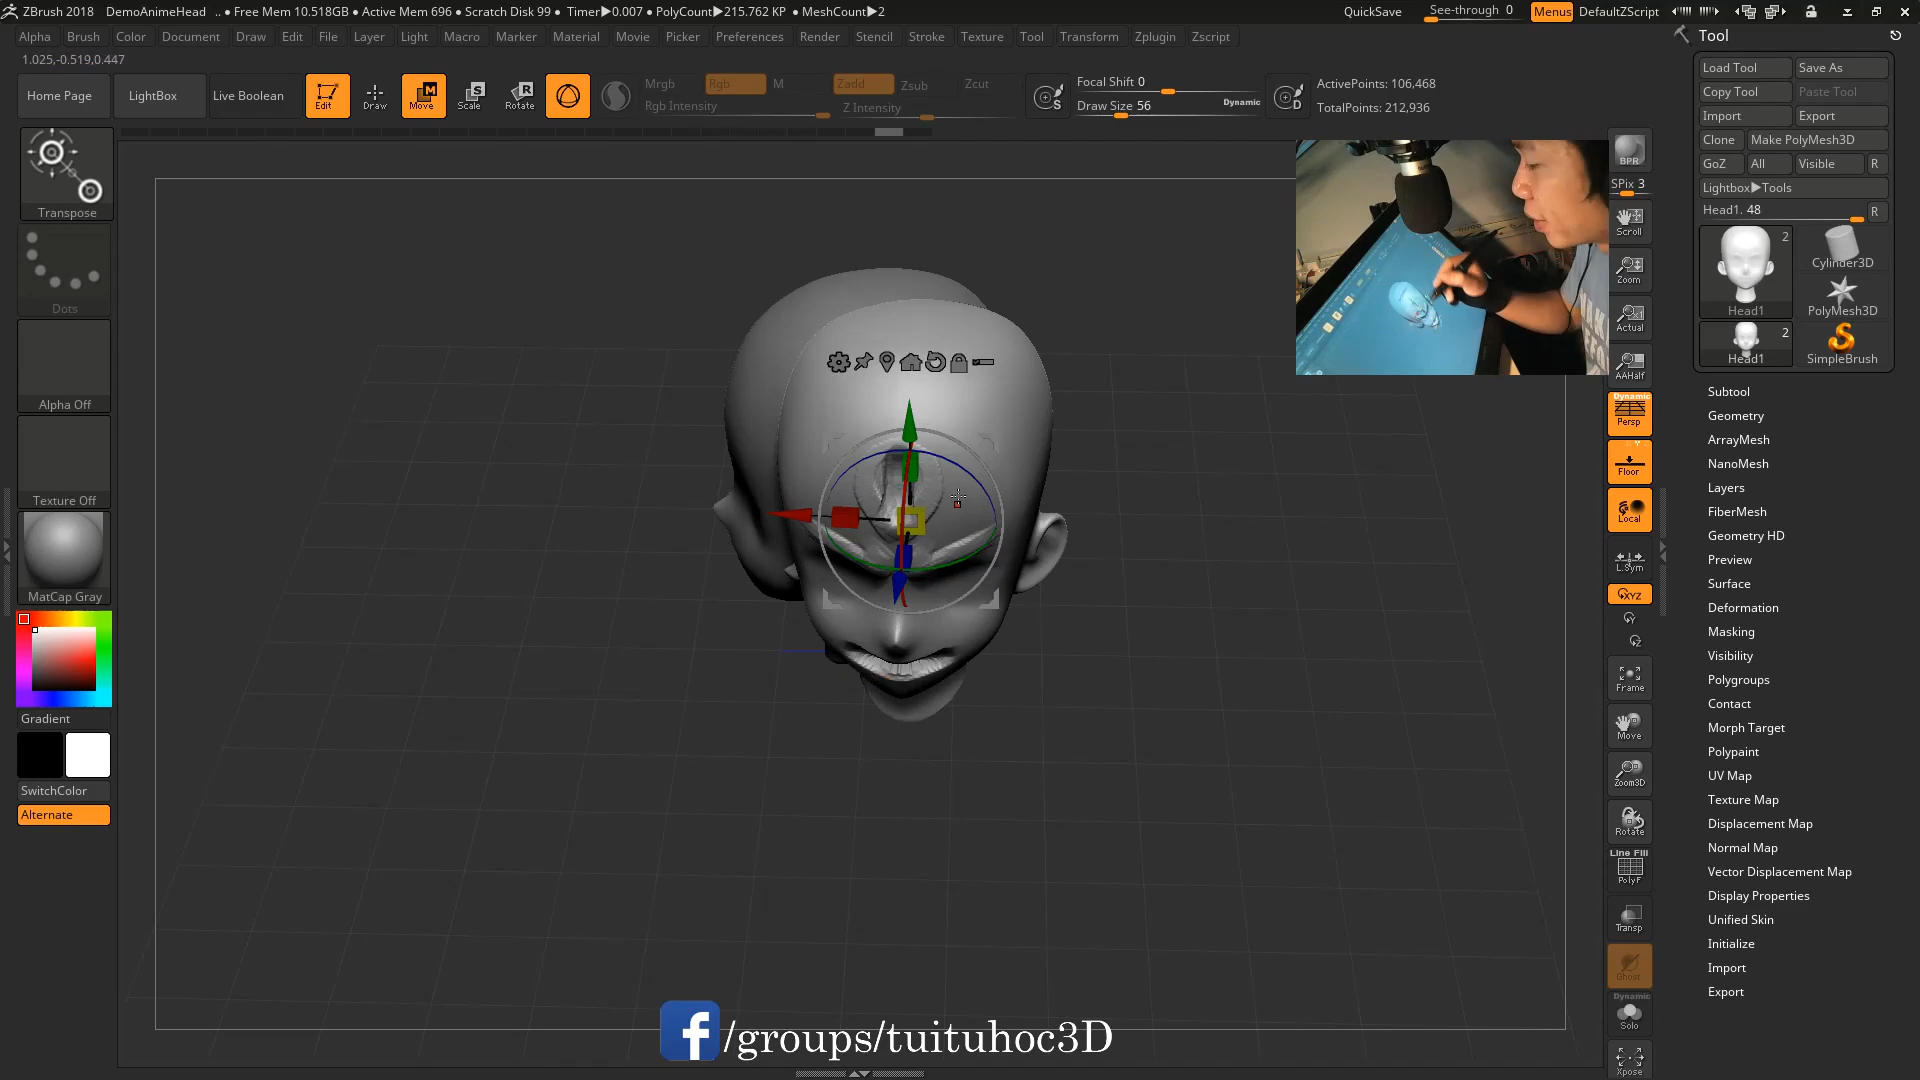 ZBrush 2018 DemoAnimeHead .. • Free Mem 10.518GB • Active Mem 696 • Scratch Disk 99 • Timer▶0.007 • PolyCount▶215.762 KP • MeshCount▶2 QuickSave See-through 0 Menus DefaultZScript
Alpha Brush Color Document Draw Edit File Layer Light Macro Marker Material Movie Picker Preferences Render Stencil Stroke Texture Tool Transform Zplugin Zscript
Tool
1.025,-0.519,0.447
Load Tool Save As
Copy Tool Paste Tool
Import Export
Clone Make PolyMesh3D
GoZ All Visible R
Lightbox▶Tools
Head1. 48 R
Home Page LightBox Live Boolean Edit Draw Move Scale Rotate
Mrgb Rgb M Zadd Zsub Zcut
Rgb Intensity Z Intensity
Focal Shift 0
Draw Size 56 Dynamic
ActivePoints: 106,468
TotalPoints: 212,936
Transpose
Dots
Alpha Off
Texture Off
MatCap Gray
Gradient
SwitchColor
Alternate
BPR
SPix 3
Scroll
Zoom
Actual
AAHalf
Dynamic
Persp
Floor
Local
L.Sym
XYZ
Frame
Move
Zoom3D
Rotate
Line Fill
PolyF
Transp
Ghost
Dynamic
Solo
Xpose
2
Head1
Cylinder3D
PolyMesh3D
2
Head1
SimpleBrush
Subtool
Geometry
ArrayMesh
NanoMesh
Layers
FiberMesh
Geometry HD
Preview
Surface
Deformation
Masking
Visibility
Polygroups
Contact
Morph Target
Polypaint
UV Map
Texture Map
Displacement Map
Normal Map
Vector Displacement Map
Display Properties
Unified Skin
Initialize
Import
Export
f/groups/tuituhoc3D